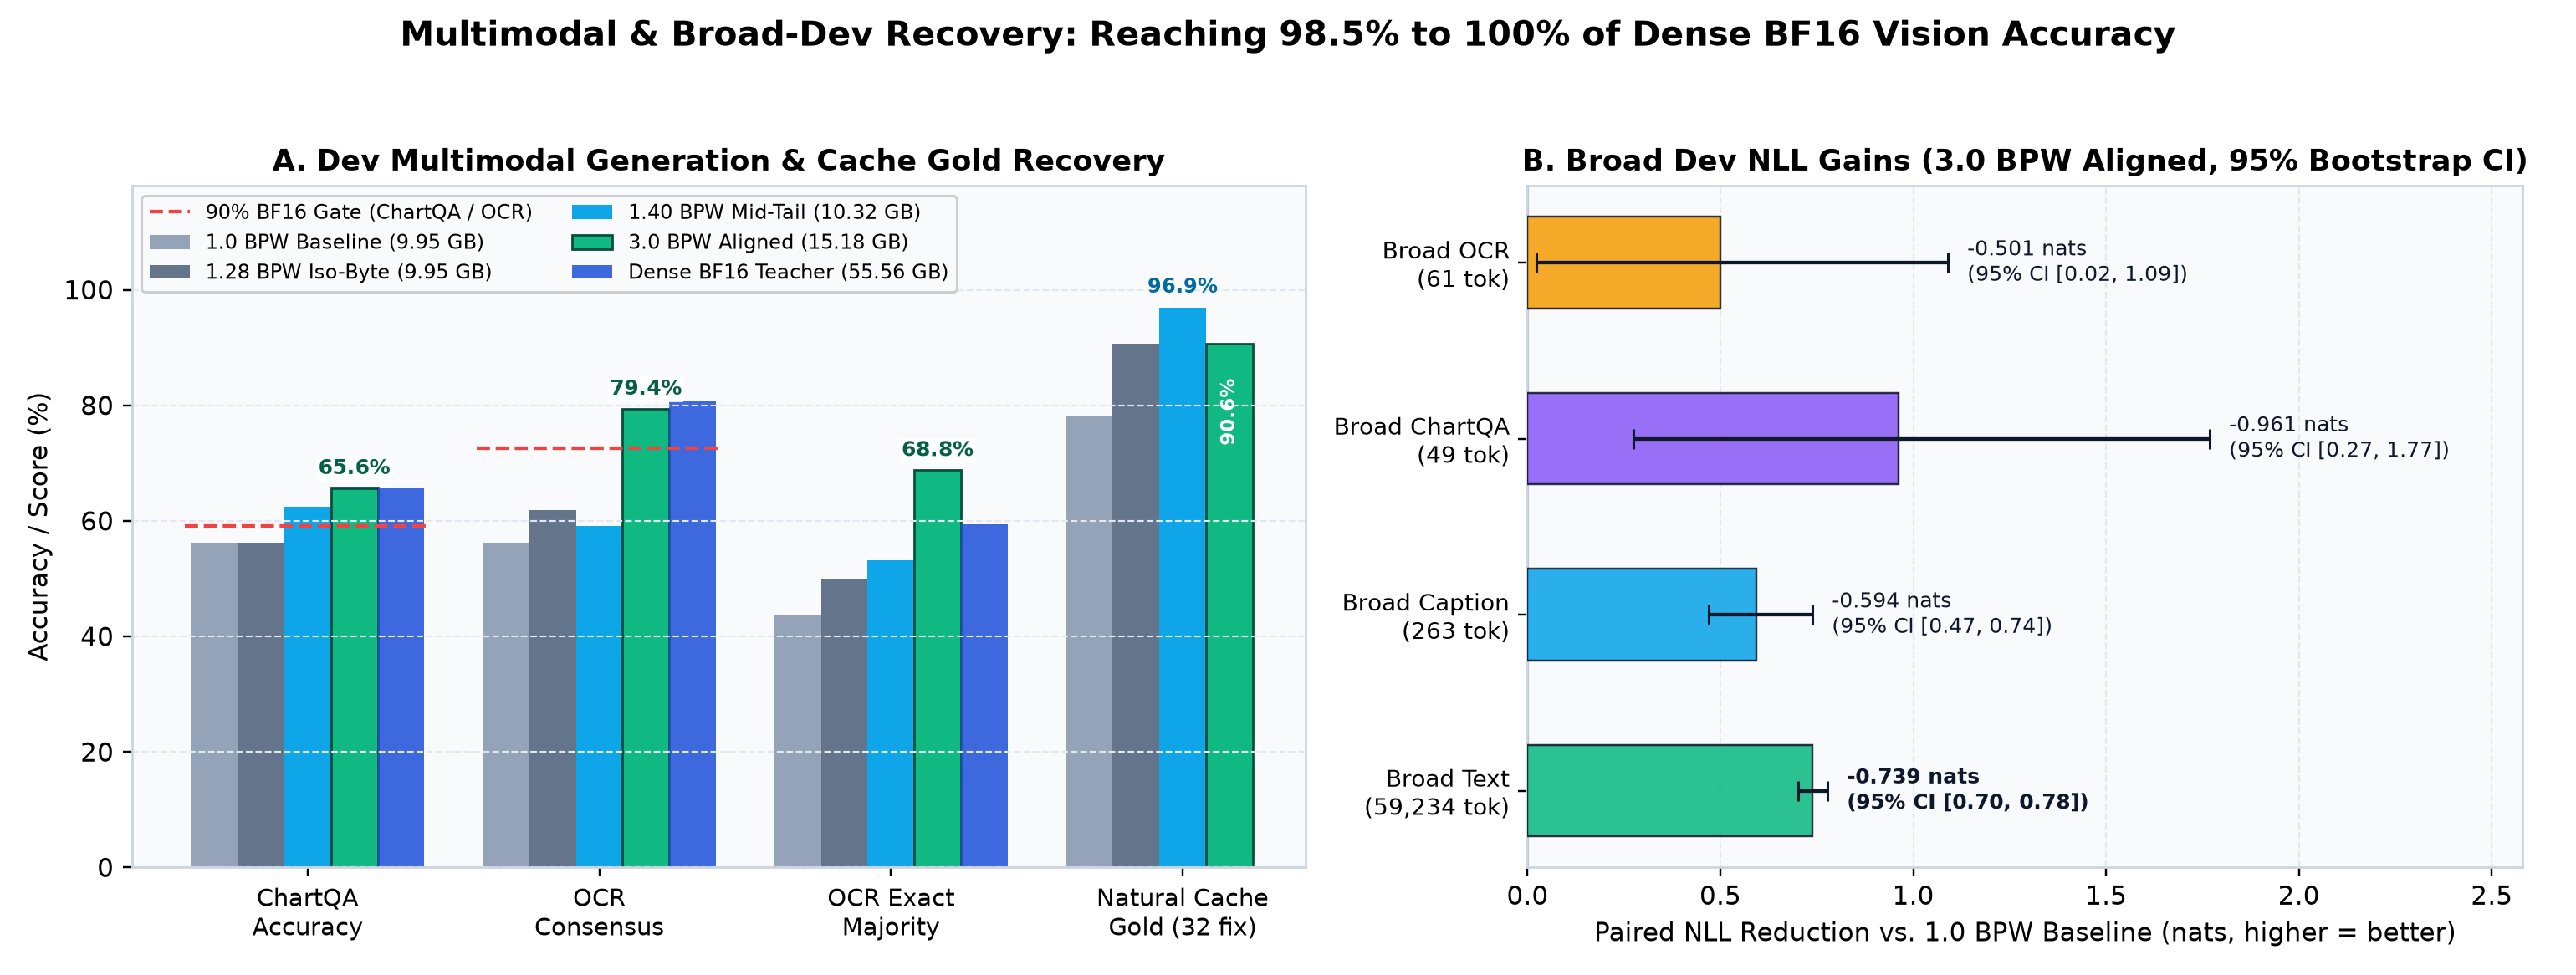 Multimodal & Broad-Dev Recovery: Reaching 98.5% to 100% of Dense BF16 Vision Accuracy
A. Dev Multimodal Generation & Cache Gold Recovery
90% BF16 Gate (ChartQA / OCR)
1.0 BPW Baseline (9.95 GB)
1.28 BPW Iso-Byte (9.95 GB)
1.40 BPW Mid-Tail (10.32 GB)
3.0 BPW Aligned (15.18 GB)
Dense BF16 Teacher (55.56 GB)
Accuracy / Score (%)
100
80
60
40
20
0
65.6%
79.4%
68.8%
96.9%
90.6%
ChartQA
Accuracy
OCR
Consensus
OCR Exact
Majority
Natural Cache
Gold (32 fix)
B. Broad Dev NLL Gains (3.0 BPW Aligned, 95% Bootstrap CI)
Broad OCR
(61 tok)
-0.501 nats
(95% CI [0.02, 1.09])
Broad ChartQA
(49 tok)
-0.961 nats
(95% CI [0.27, 1.77])
Broad Caption
(263 tok)
-0.594 nats
(95% CI [0.47, 0.74])
Broad Text
(59,234 tok)
-0.739 nats
(95% CI [0.70, 0.78])
0.0
0.5
1.0
1.5
2.0
2.5
Paired NLL Reduction vs. 1.0 BPW Baseline (nats, higher = better)